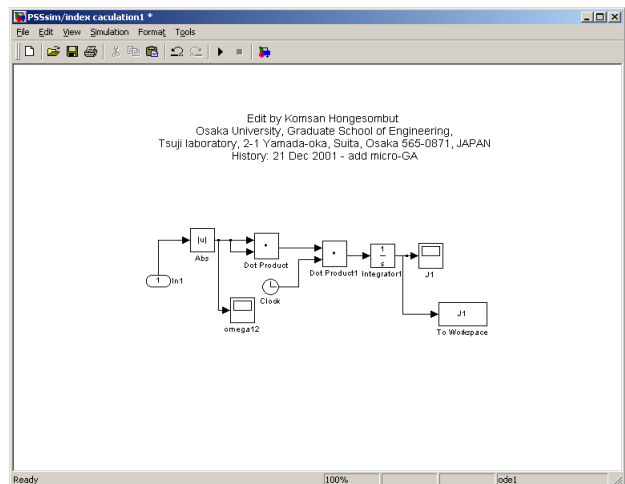 PSSsim/index caculation1 *
File Edit View Simulation Format Tools
Edit by Komsan Hongesombut
Osaka University, Graduate School of Engineering,
Tsuji laboratory, 2-1 Yamada-oka, Suita, Osaka 565-0871, JAPAN
History: 21 Dec 2001 - add micro-GA
|u|
Abs
Dot Product
Dot Product1
1
s
Integrator1
J1
1
In1
Clock
omega12
J1
To Workspace
Ready
100%
ode1